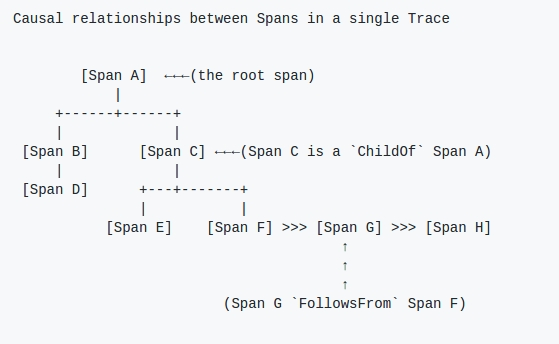 Causal relationships between Spans in a single Trace
[Span A] ←←←(the root span)
|
+------+------+
| |
[Span B] [Span C] ←←←(Span C is a `ChildOf` Span A)
| |
[Span D] +---+-------+
| |
[Span E] [Span F] >>> [Span G] >>> [Span H]
↑
↑
↑
(Span G `FollowsFrom` Span F)